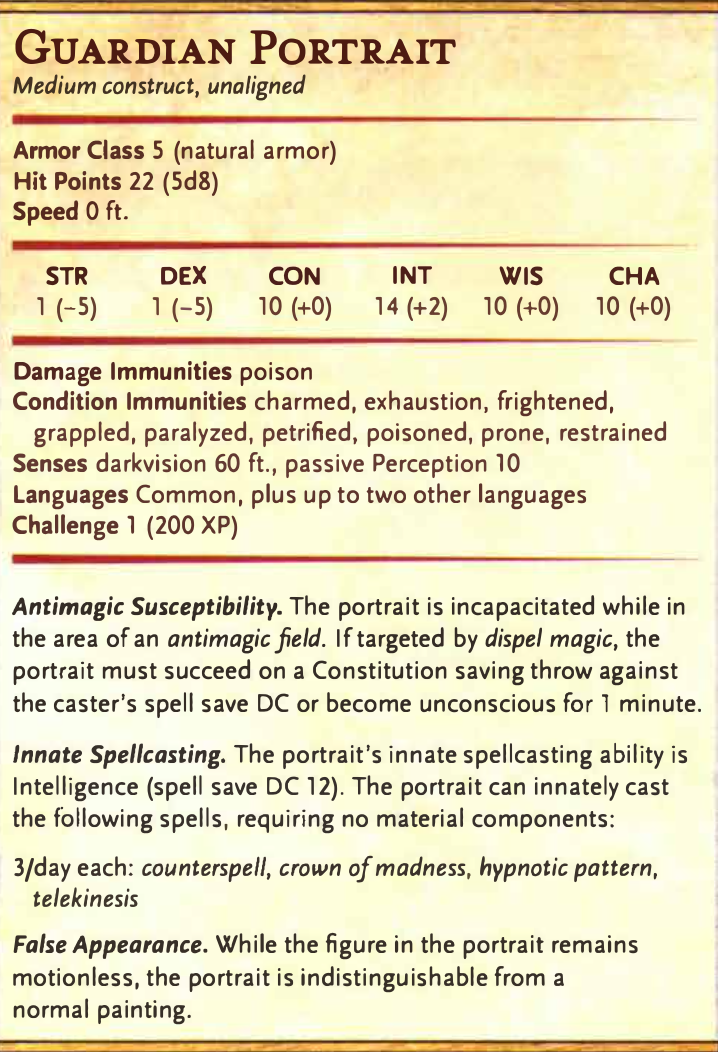 GUARDIAN PORTRAIT
Medium construct, unaligned
Armor Class 5 (natural armor)
Hit Points 22 (5d8)
Speed 0 ft.
STR DEX CON INT WIS CHA
1 (−5) 1 (−5) 10 (+0) 14 (+2) 10 (+0) 10 (+0)
Damage Immunities poison
Condition Immunities charmed, exhaustion, frightened,
grappled, paralyzed, petrified, poisoned, prone, restrained
Senses darkvision 60 ft., passive Perception 10
Languages Common, plus up to two other languages
Challenge 1 (200 XP)
Antimagic Susceptibility. The portrait is incapacitated while in
the area of an antimagic field. If targeted by dispel magic, the
portrait must succeed on a Constitution saving throw against
the caster's spell save DC or become unconscious for 1 minute.
Innate Spellcasting. The portrait's innate spellcasting ability is
Intelligence (spell save DC 12). The portrait can innately cast
the following spells, requiring no material components:
3/day each: counterspell, crown of madness, hypnotic pattern,
telekinesis
False Appearance. While the figure in the portrait remains
motionless, the portrait is indistinguishable from a
normal painting.